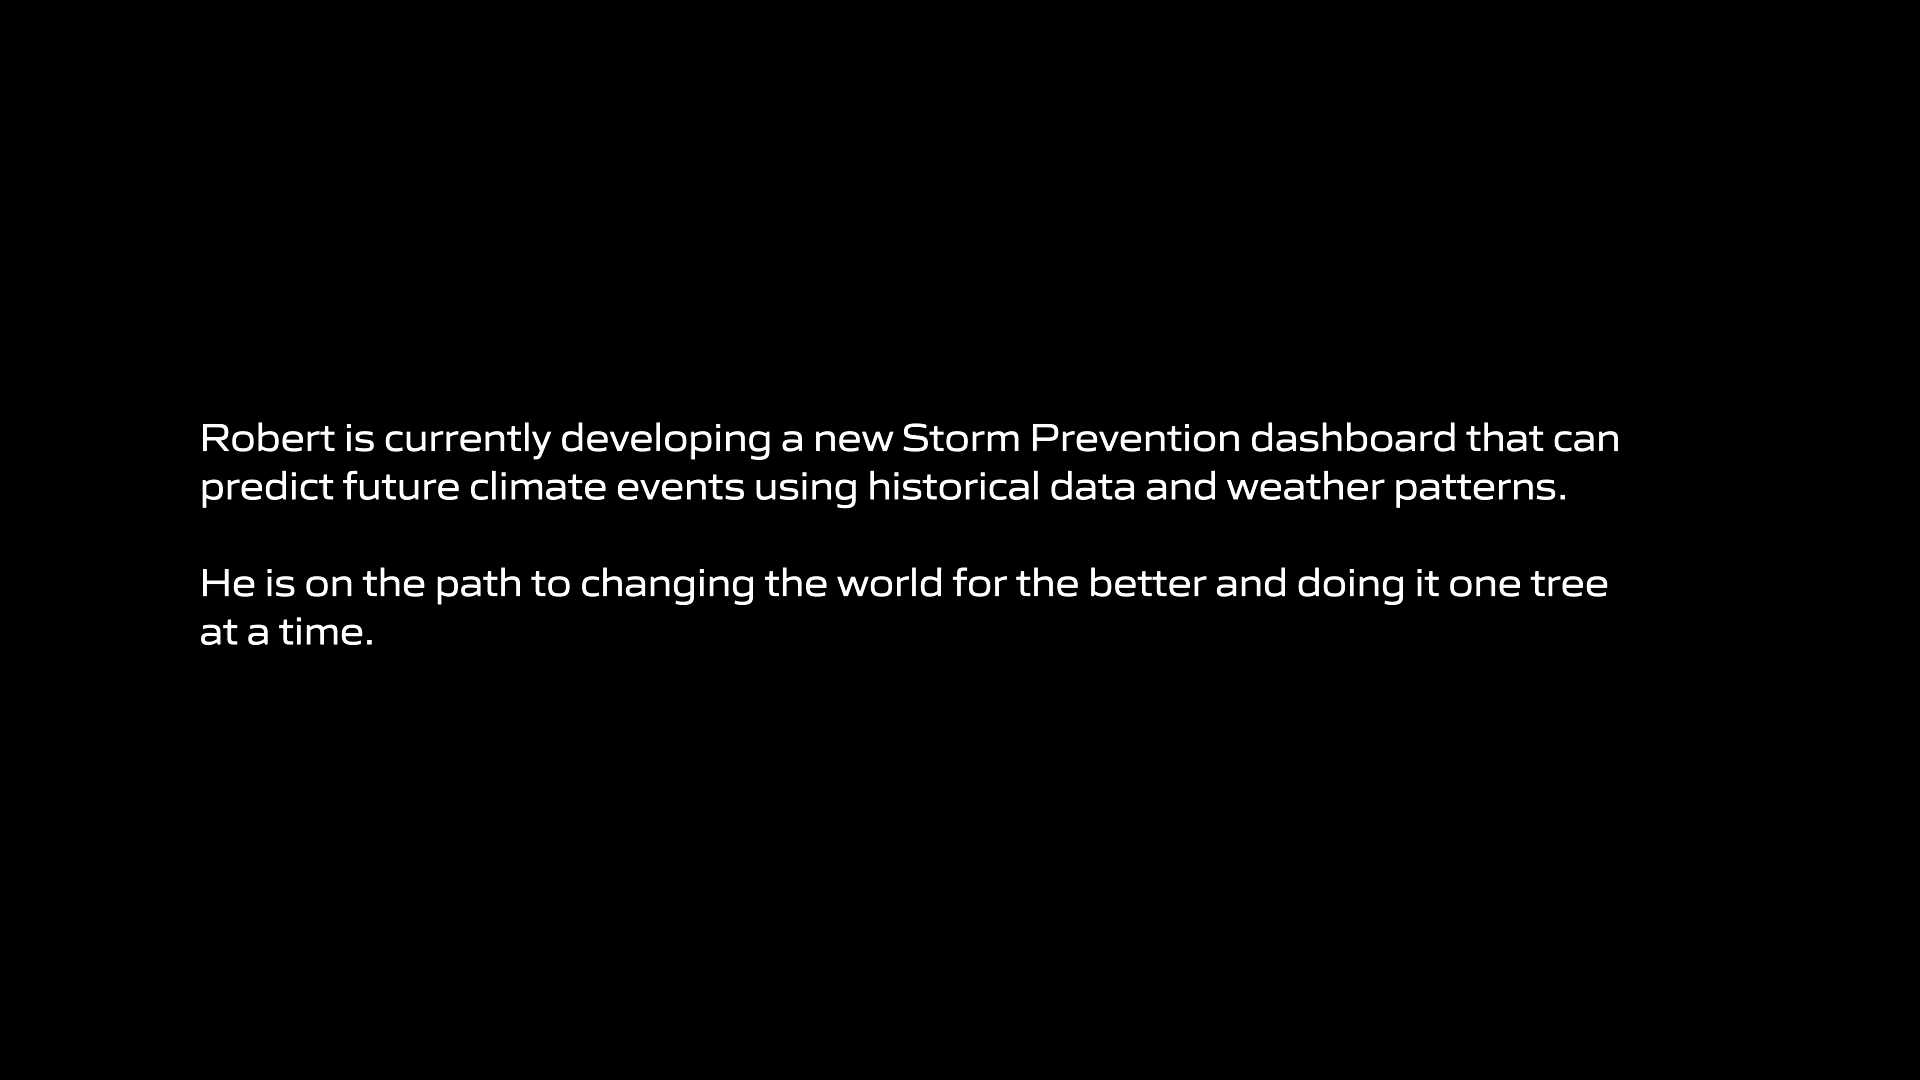 Robert is currently developing a new Storm Prevention dashboard that can
predict future climate events using historical data and weather patterns.
He is on the path to changing the world for the better and doing it one tree
at a time.